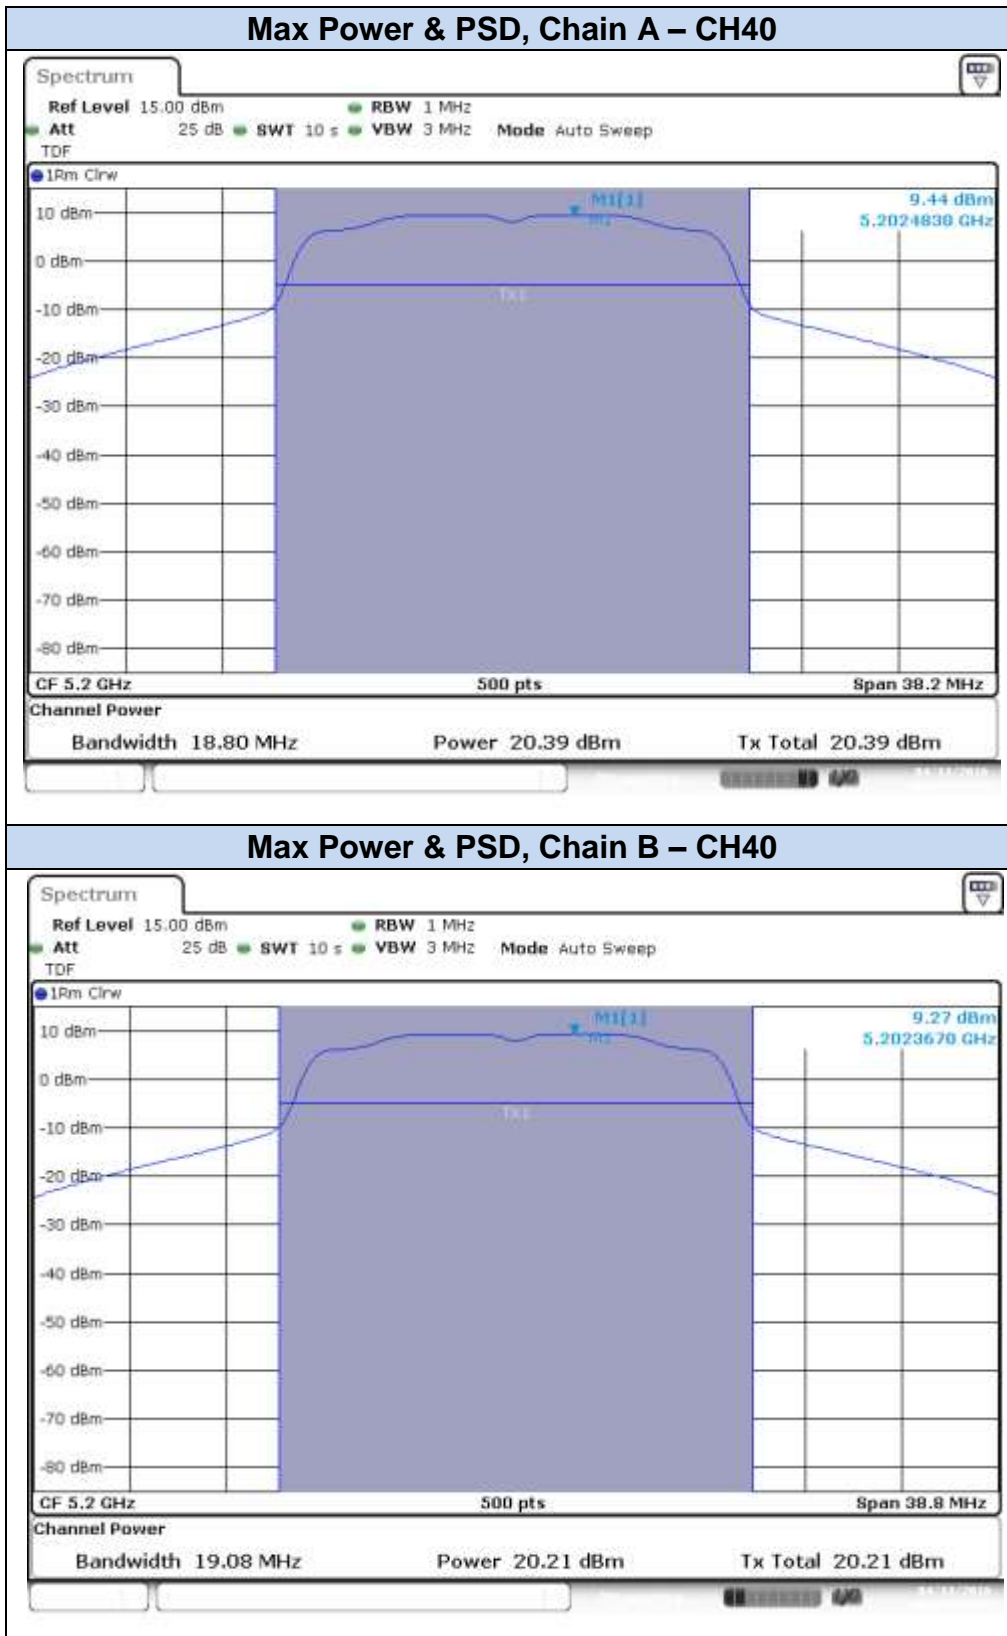 Max Power & PSD, Chain A – CH40
Spectrum
Ref Level 15.00 dBm RBW 1 MHz
Att 25 dB SWT 10 s VBW 3 MHz Mode Auto Sweep
TDF
1Rm Clrw
M1[1] 9.44 dBm
5.2024830 GHz
M1
10 dBm
0 dBm
Tx1
-10 dBm
-20 dBm
-30 dBm
-40 dBm
-50 dBm
-60 dBm
-70 dBm
-80 dBm
CF 5.2 GHz 500 pts Span 38.2 MHz
Channel Power
Bandwidth 18.80 MHz Power 20.39 dBm Tx Total 20.39 dBm
Max Power & PSD, Chain B – CH40
Spectrum
Ref Level 15.00 dBm RBW 1 MHz
Att 25 dB SWT 10 s VBW 3 MHz Mode Auto Sweep
TDF
1Rm Clrw
M1[1] 9.27 dBm
5.2023670 GHz
M1
10 dBm
0 dBm
Tx1
-10 dBm
-20 dBm
-30 dBm
-40 dBm
-50 dBm
-60 dBm
-70 dBm
-80 dBm
CF 5.2 GHz 500 pts Span 38.8 MHz
Channel Power
Bandwidth 19.08 MHz Power 20.21 dBm Tx Total 20.21 dBm